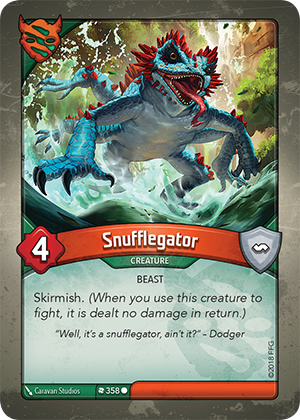 Snufflegator
CREATURE
4
BEAST
Skirmish. (When you use this creature to
fight, it is dealt no damage in return.)
“Well, it’s a snufflegator, ain’t it?” – Dodger
©2018 FFG
Caravan Studios
358